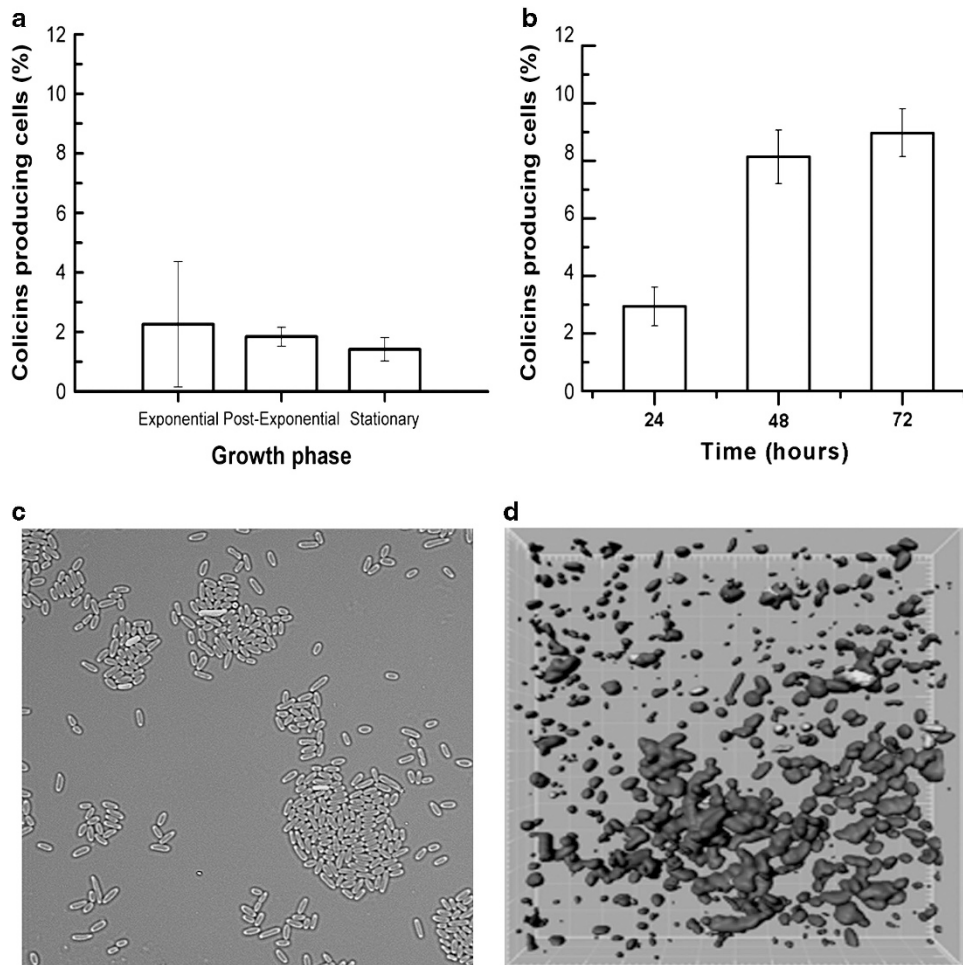 a
Colicins producing cells (%)
12
10
8
6
4
2
0
Exponential Post-Exponential Stationary
Growth phase
b
Colicins producing cells (%)
12
10
8
6
4
2
0
24 48 72
Time (hours)
c
d